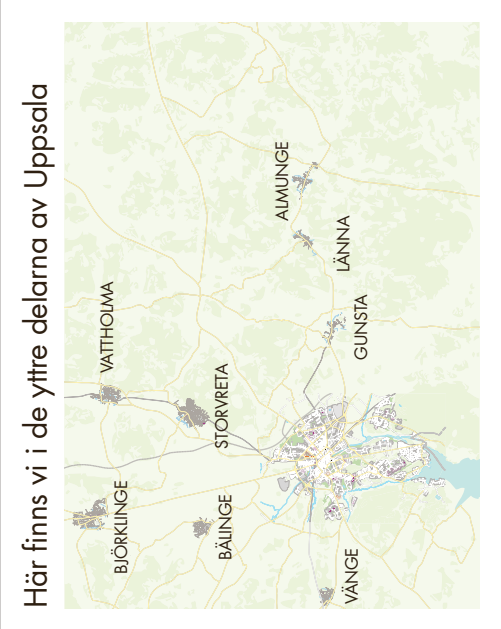 Här finns vi i de yttre delarna av Uppsala
BJÖRKLINGE
VATTHOLMA
STORVRETA
BÄLINGE
ALMUNGE
LÄNNA
GUNSTA
VÄNGE